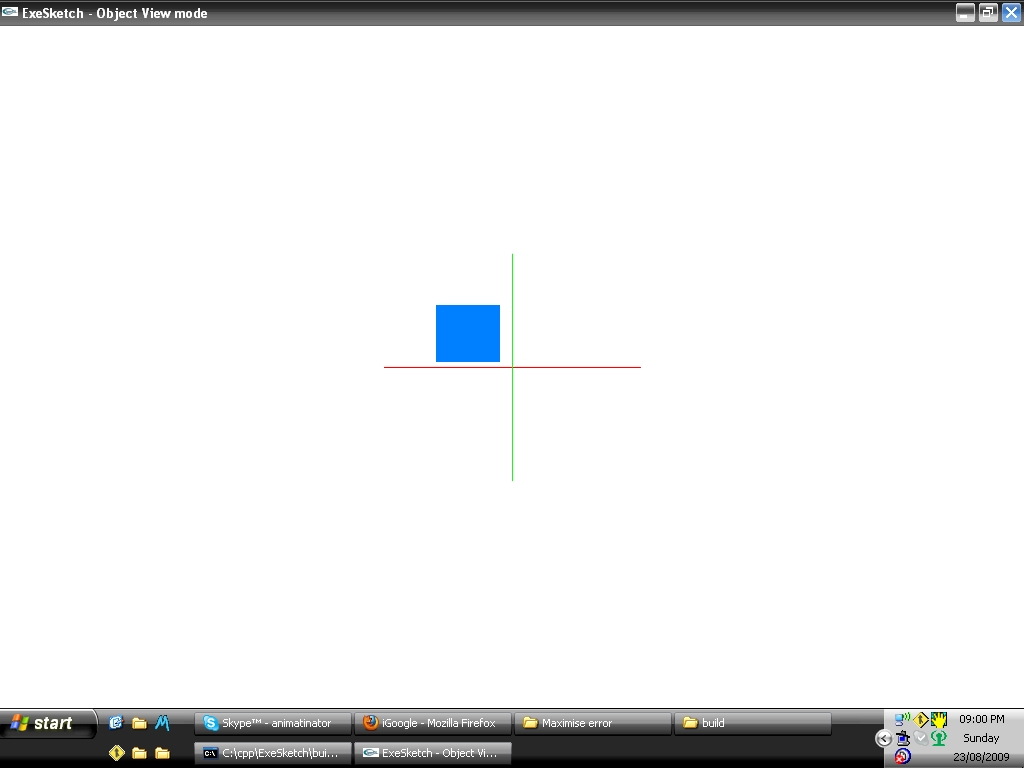 ExeSketch - Object View mode
start
Skype™ - animatinator
iGoogle - Mozilla Firefox
Maximise error
build
09:00 PM
C:\cpp\ExeSketch\bui...
ExeSketch - Object Vi...
Sunday
23/08/2009